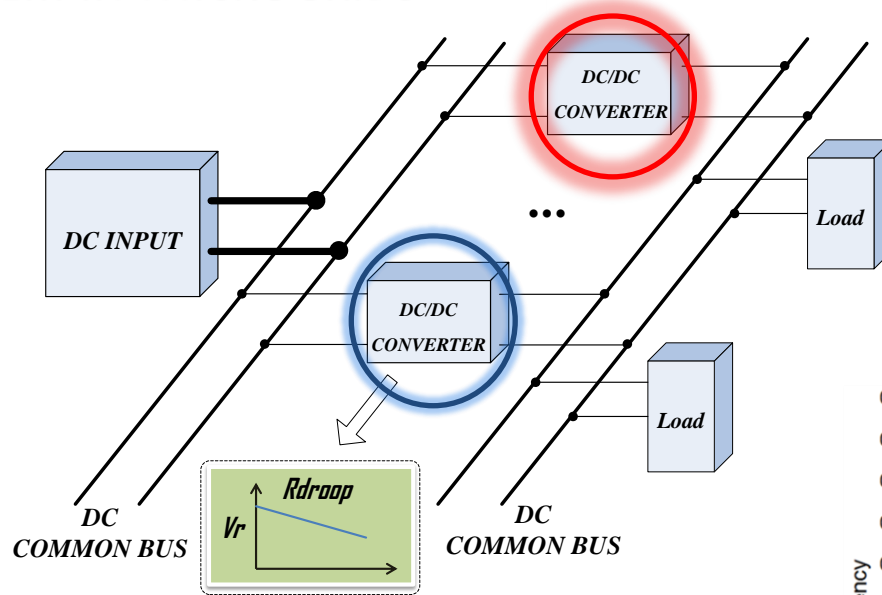 DC/DC
CONVERTER
DC INPUT
Load
DC/DC
CONVERTER
Load
Rdroop
Vr
DC
COMMON BUS
DC
COMMON BUS